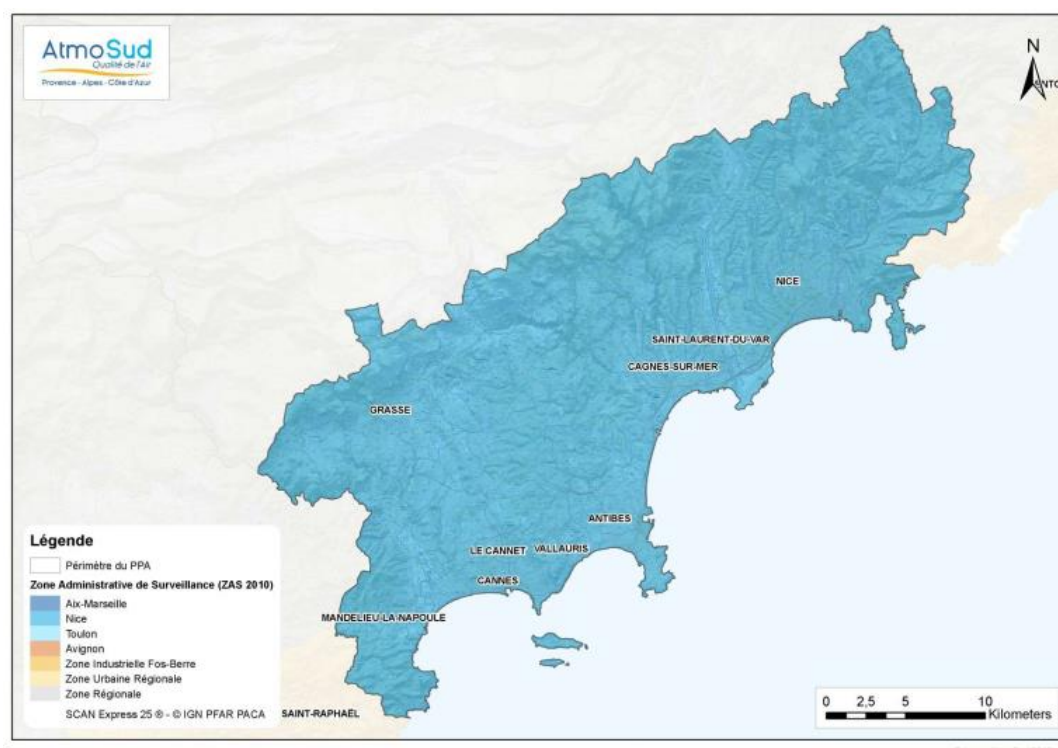 AtmoSud
Qualité de l'Air
Provence - Alpes - Côte d'Azur
N
NICE
SAINT-LAURENT-DU-VAR
CAGNES-SUR-MER
GRASSE
ANTIBES
LE CANNET
VALLAURIS
CANNES
MANDELIEU-LA-NAPOULE
SAINT-RAPHAËL
Légende
Périmètre du PPA
Zone Administrative de Surveillance (ZAS 2010)
Aix-Marseille
Nice
Toulon
Avignon
Zone Industrielle Fos-Berre
Zone Urbaine Régionale
Zone Régionale
SCAN Express 25 ® - © IGN PFAR PACA
0 2,5 5 10
Kilometers